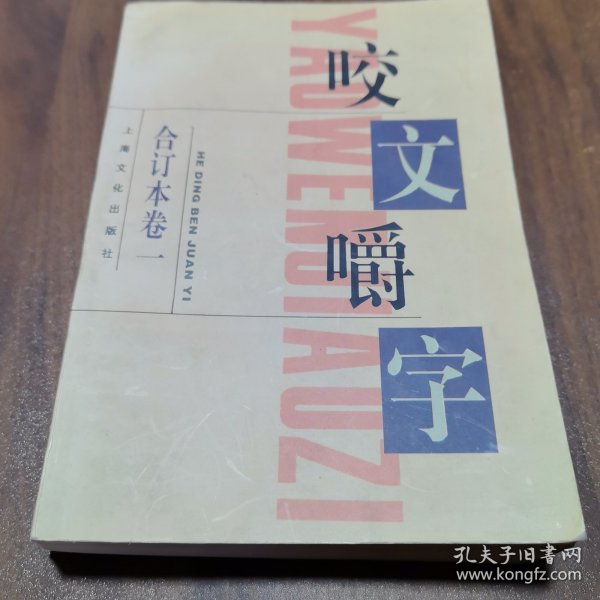 咬文嚼字
YAOWENJIAOZI
HE DING BEN JUAN YI
合订本卷一
上海文化出版社
孔夫子旧书网
www.kongfz.com